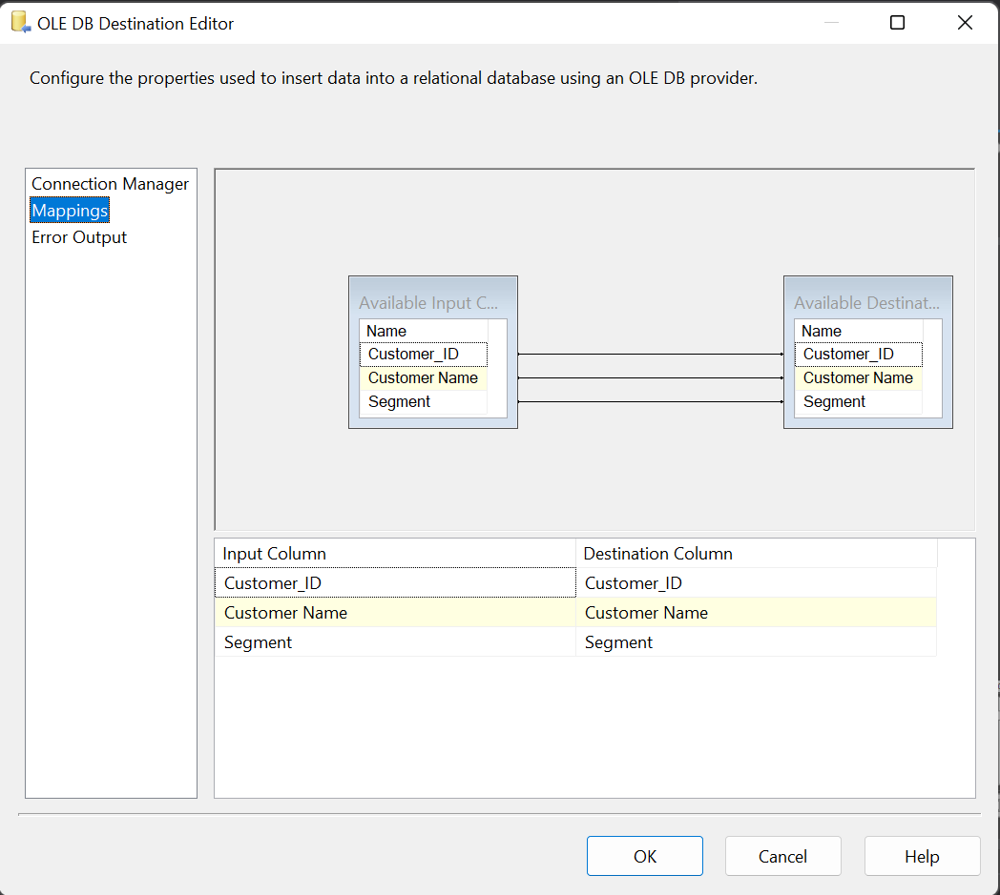 OLE DB Destination Editor
Configure the properties used to insert data into a relational database using an OLE DB provider.
Connection Manager
Mappings
Error Output
Available Input C...
Name
Customer_ID
Customer Name
Segment
Available Destinat...
Name
Customer_ID
Customer Name
Segment
Input Column Destination Column
Customer_ID Customer_ID
Customer Name Customer Name
Segment Segment
OK Cancel Help